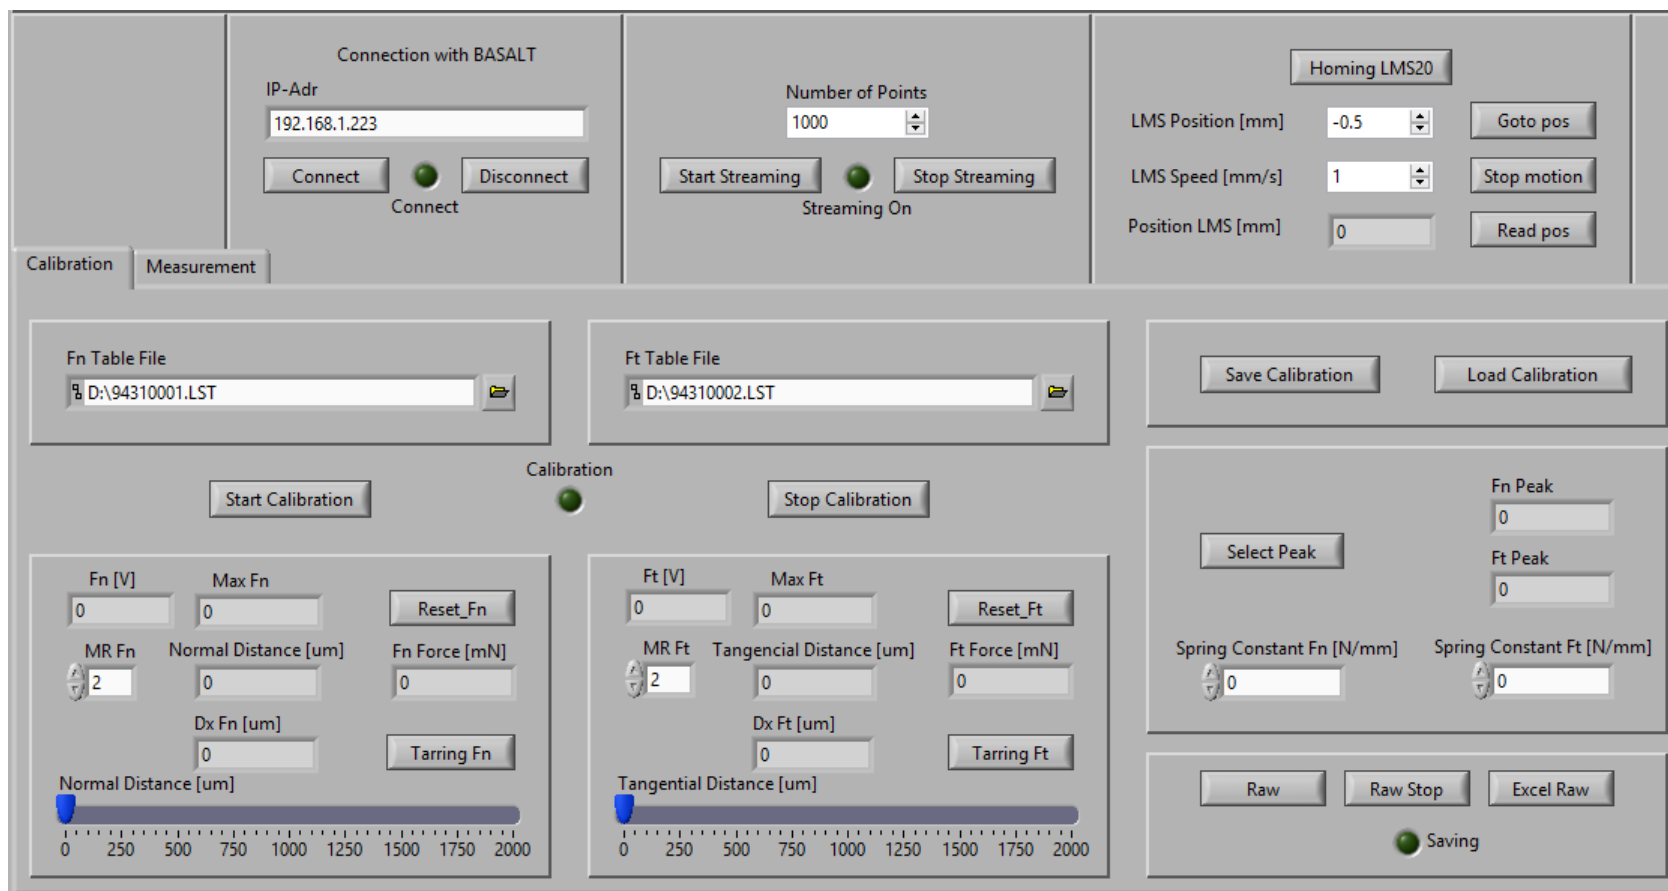 Connection with BASALT
IP-Adr
192.168.1.223
Connect Disconnect
Connect
Number of Points
1000
Start Streaming Stop Streaming
Streaming On
Homing LMS20
LMS Position [mm] -0.5 Goto pos
LMS Speed [mm/s] 1 Stop motion
Position LMS [mm] 0 Read pos
Calibration Measurement
Fn Table File
D:\94310001.LST
Ft Table File
D:\94310002.LST
Save Calibration Load Calibration
Calibration
Start Calibration Stop Calibration
Fn [V] Max Fn
0 0 Reset_Fn
MR Fn Normal Distance [um] Fn Force [mN]
2 0 0
Dx Fn [um]
0 Tarring Fn
Normal Distance [um]
0 250 500 750 1000 1250 1500 1750 2000
Ft [V] Max Ft
0 0 Reset_Ft
MR Ft Tangencial Distance [um] Ft Force [mN]
2 0 0
Dx Ft [um]
0 Tarring Ft
Tangential Distance [um]
0 250 500 750 1000 1250 1500 1750 2000
Fn Peak
0
Select Peak
Ft Peak
0
Spring Constant Fn [N/mm] Spring Constant Ft [N/mm]
0 0
Raw Raw Stop Excel Raw
Saving